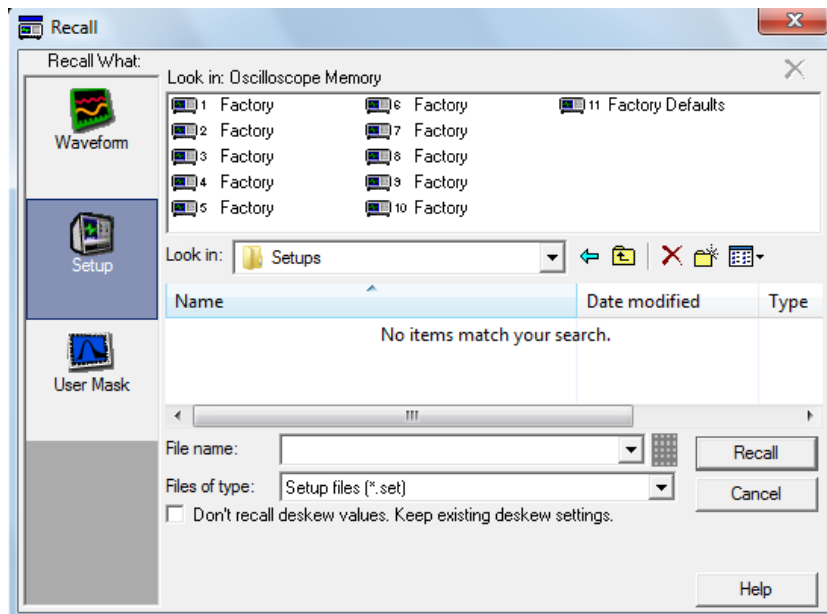 Recall
Recall What:
Waveform
Setup
User Mask
Look in: Oscilloscope Memory
1 Factory 6 Factory 11 Factory Defaults
2 Factory 7 Factory
3 Factory 8 Factory
4 Factory 9 Factory
5 Factory 10 Factory
Look in: Setups
Name Date modified Type
No items match your search.
File name:
Recall
Files of type: Setup files (*.set)
Cancel
Don't recall deskew values. Keep existing deskew settings.
Help